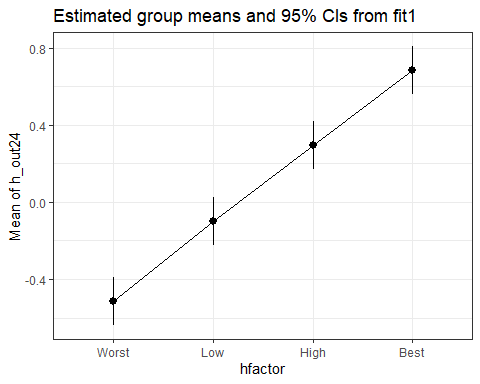 Estimated group means and 95% CIs from fit1
Mean of h_out24
0.8
0.4
0.0
-0.4
Worst Low High Best
hfactor